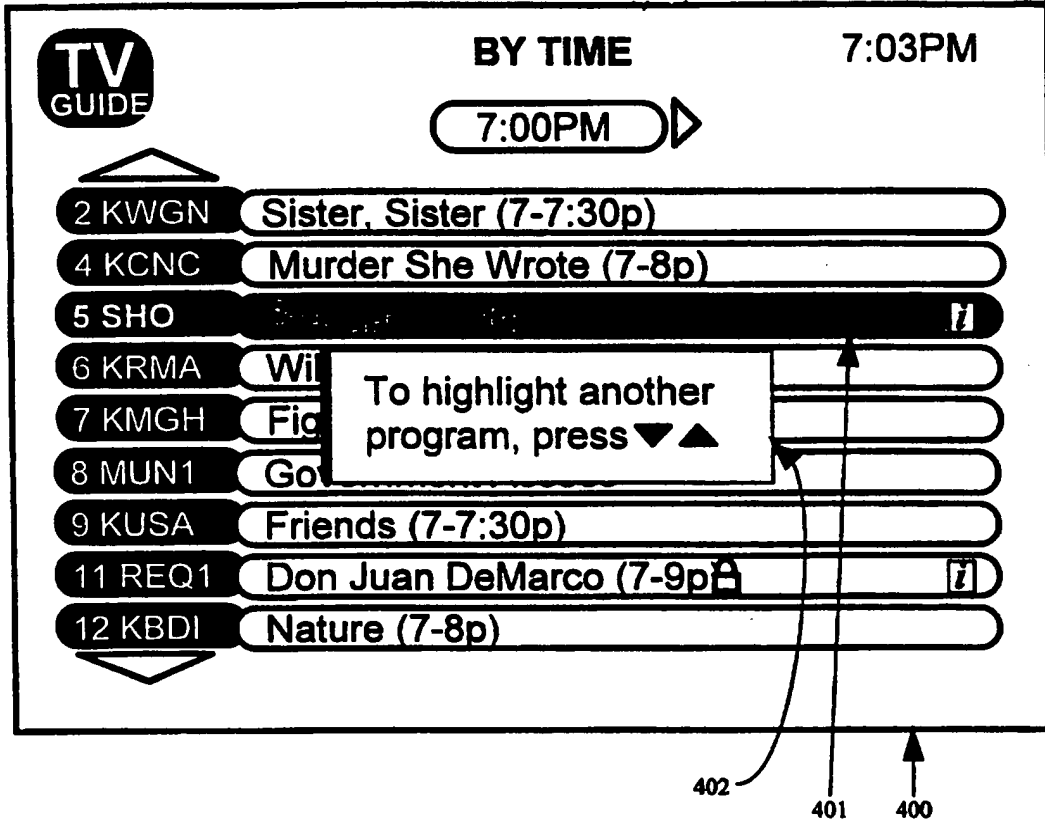 TV
GUIDE
BY TIME
7:03PM
7:00PM
2 KWGN Sister, Sister (7-7:30p)
4 KCNC Murder She Wrote (7-8p)
5 SHO i
6 KRMA Wi
7 KMGH Fig
To highlight another
program, press ▼ ▲
8 MUN1 Go
9 KUSA Friends (7-7:30p)
11 REQ1 Don Juan DeMarco (7-9p i
12 KBDI Nature (7-8p)
402
401
400